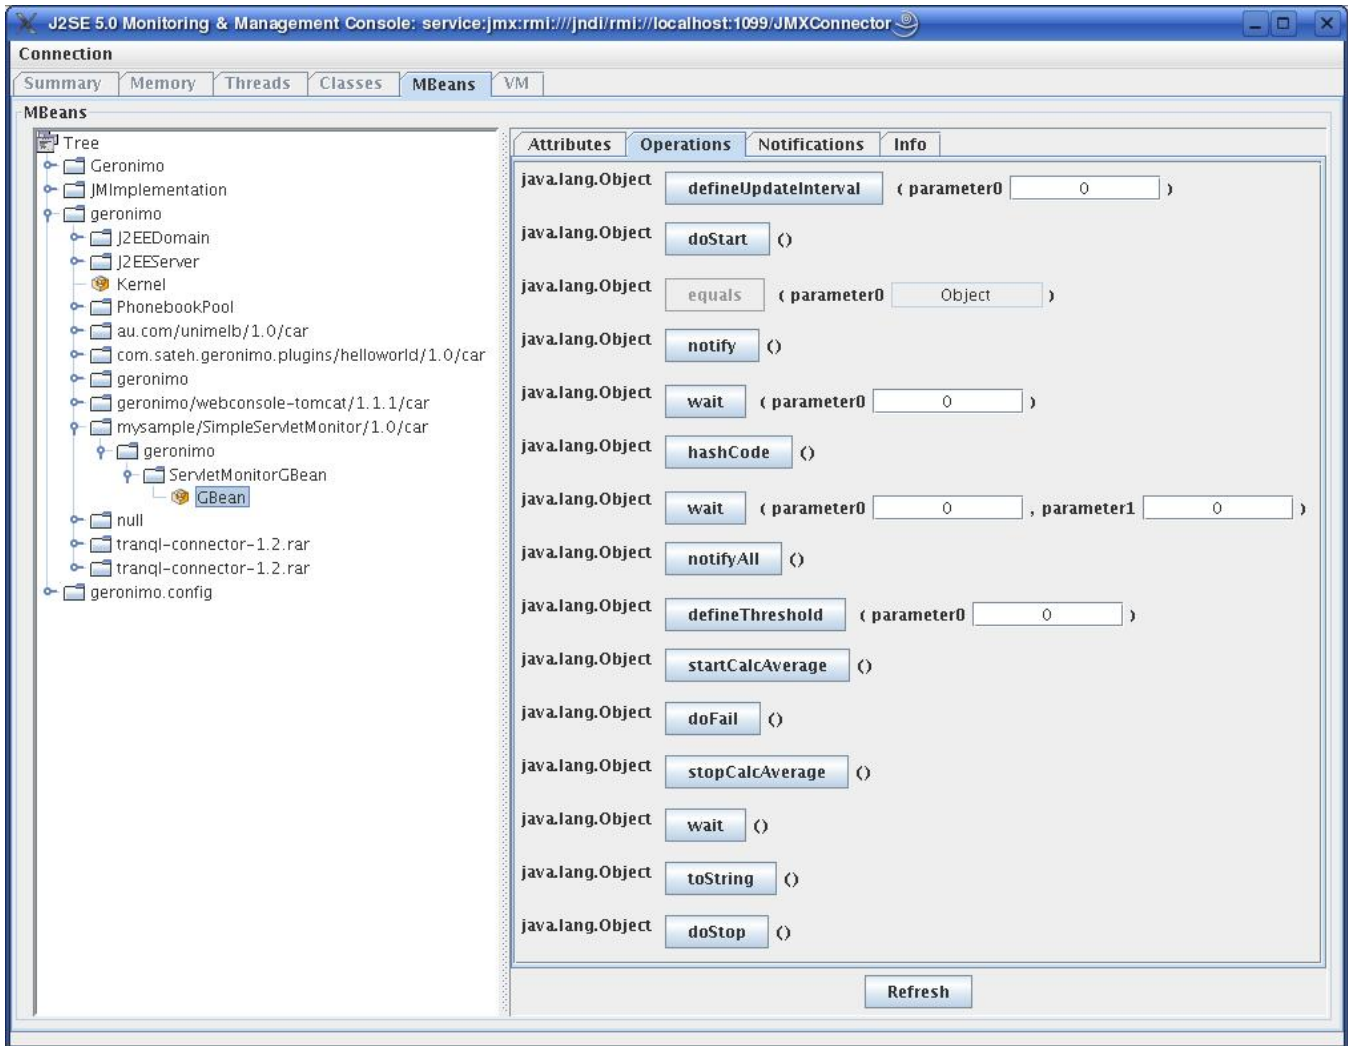 J2SE 5.0 Monitoring & Management Console: service:jmx:rmi:///jndi/rmi://localhost:1099/JMXConnector
Connection
Summary Memory Threads Classes MBeans VM
MBeans
Tree
Geronimo
JMImplementation
geronimo
J2EEDomain
J2EEServer
Kernel
PhonebookPool
au.com/unimelb/1.0/car
com.sateh.geronimo.plugins/helloworld/1.0/car
geronimo
geronimo/webconsole-tomcat/1.1.1/car
mysample/SimpleServletMonitor/1.0/car
geronimo
ServletMonitorGBean
GBean
null
tranql-connector-1.2.rar
tranql-connector-1.2.rar
geronimo.config
Attributes Operations Notifications Info
java.lang.Object defineUpdateInterval ( parameter0 0 )
java.lang.Object doStart ()
java.lang.Object equals ( parameter0 Object )
java.lang.Object notify ()
java.lang.Object wait ( parameter0 0 )
java.lang.Object hashCode ()
java.lang.Object wait ( parameter0 0 , parameter1 0 )
java.lang.Object notifyAll ()
java.lang.Object defineThreshold ( parameter0 0 )
java.lang.Object startCalcAverage ()
java.lang.Object doFail ()
java.lang.Object stopCalcAverage ()
java.lang.Object wait ()
java.lang.Object toString ()
java.lang.Object doStop ()
Refresh